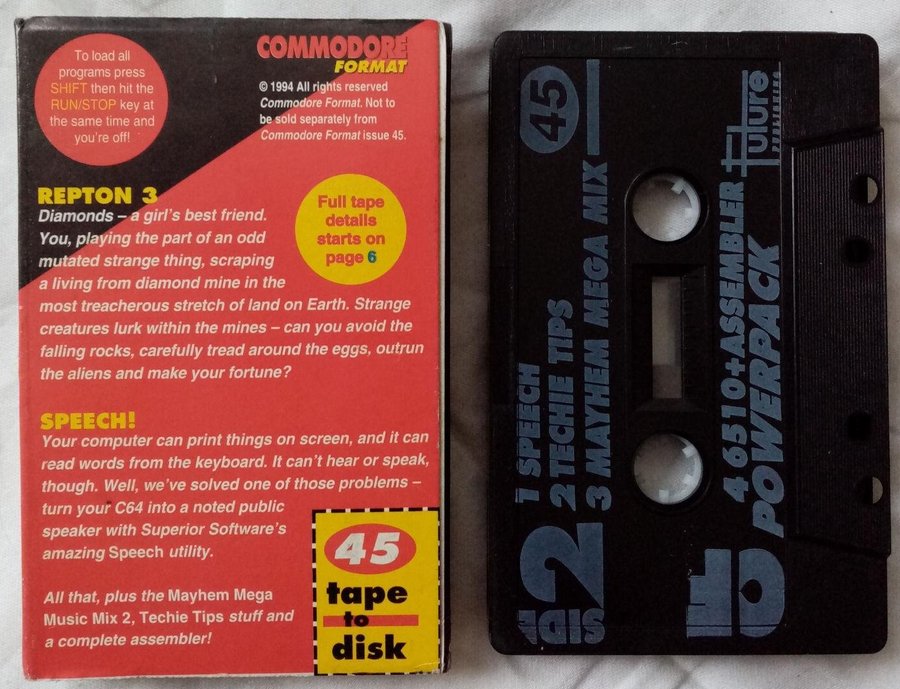 To load all
programs press
SHIFT then hit the
RUN/STOP key at
the same time and
you're off!
COMMODORE
FORMAT
© 1994 All rights reserved
Commodore Format. Not to
be sold separately from
Commodore Format issue 45.
REPTON 3
Diamonds – a girl's best friend.
You, playing the part of an odd
mutated strange thing, scraping
a living from diamond mine in the
most treacherous stretch of land on Earth. Strange
creatures lurk within the mines – can you avoid the
falling rocks, carefully tread around the eggs, outrun
the aliens and make your fortune?
Full tape
details
starts on
page 6
SPEECH!
Your computer can print things on screen, and it can
read words from the keyboard. It can't hear or speak,
though. Well, we've solved one of those problems –
turn your C64 into a noted public
speaker with Superior Software's
amazing Speech utility.
All that, plus the Mayhem Mega
Music Mix 2, Techie Tips stuff and
a complete assembler!
45
tape
to
disk
SIDE 2
1 SPEECH
2 TECHIE TIPS
3 MAYHEM MEGA MIX
45
CF
4 6510+ASSEMBLER
POWERPACK
Future
PUBLISHING